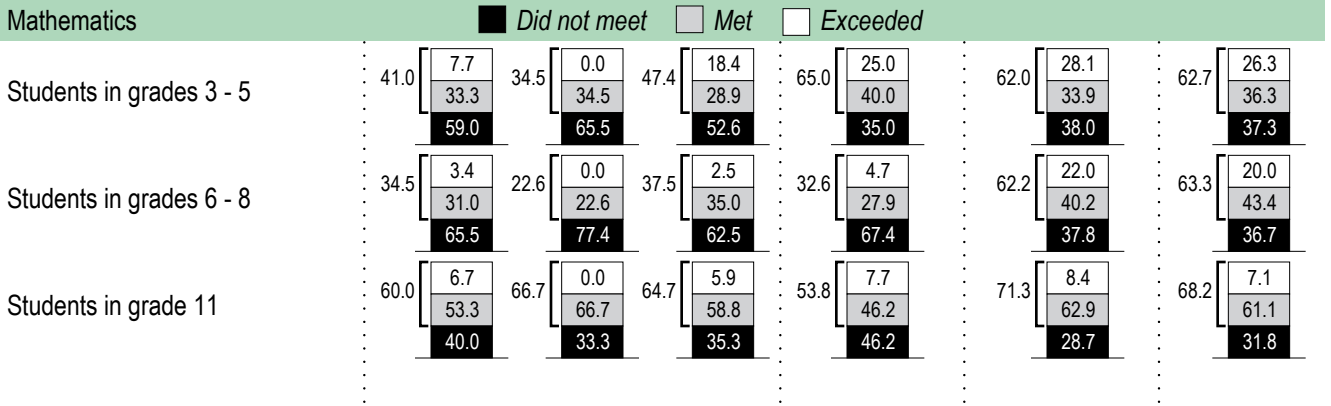 Mathematics Did not meet Met Exceeded
7.7 0.0 18.4 25.0 28.1 26.3
41.0 34.5 47.4 65.0 62.0 62.7
Students in grades 3 - 5 33.3 34.5 28.9 40.0 33.9 36.3
59.0 65.5 52.6 35.0 38.0 37.3
3.4 0.0 2.5 4.7 22.0 20.0
34.5 22.6 37.5 32.6 62.2 63.3
Students in grades 6 - 8 31.0 22.6 35.0 27.9 40.2 43.4
65.5 77.4 62.5 67.4 37.8 36.7
6.7 0.0 5.9 7.7 8.4 7.1
60.0 66.7 64.7 53.8 71.3 68.2
Students in grade 11 53.3 66.7 58.8 46.2 62.9 61.1
40.0 33.3 35.3 46.2 28.7 31.8